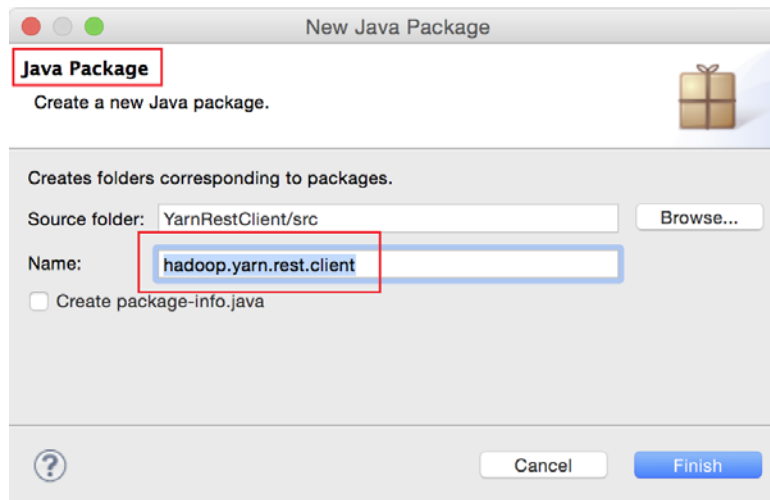 New Java Package
Java Package
Create a new Java package.
Creates folders corresponding to packages.
Source folder: YarnRestClient/src Browse...
Name: hadoop.yarn.rest.client
Create package-info.java
? Cancel Finish